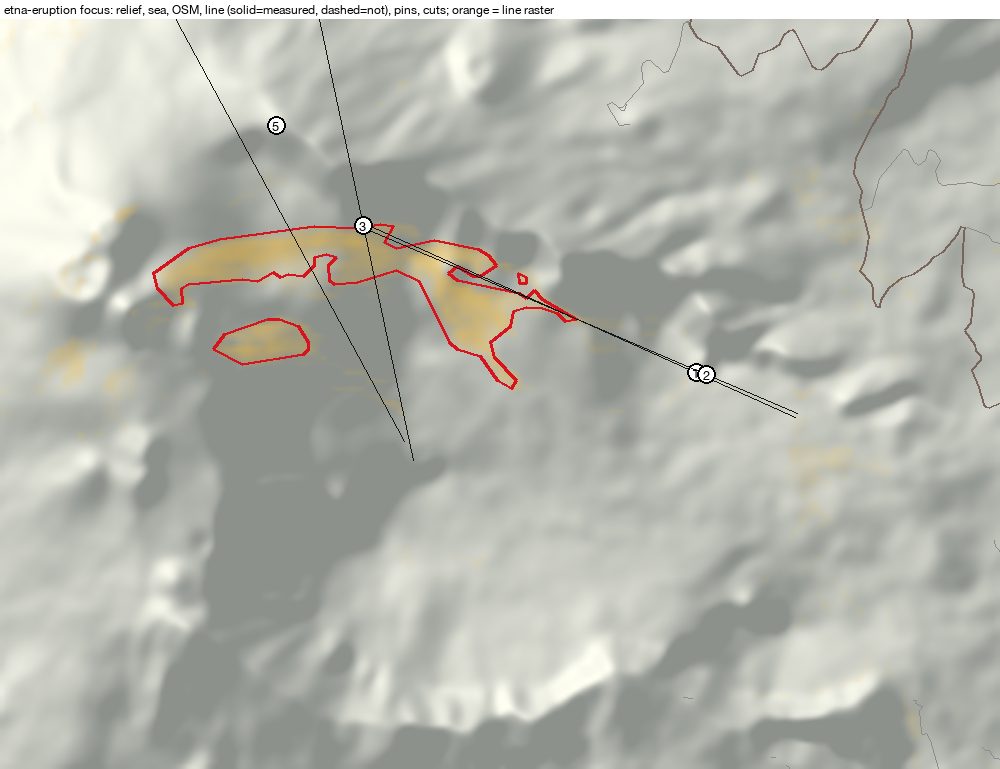 etna-eruption focus: relief, sea, OSM, line (solid=measured, dashed=not), pins, cuts; orange = line raster
5
3
2